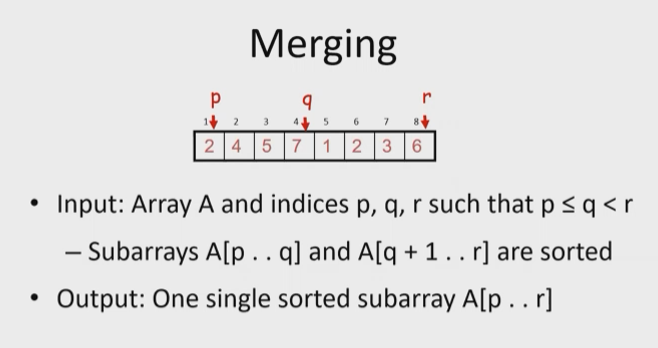 Merging
p q r
1 2 3 4 5 6 7 8
2 4 5 7 1 2 3 6
• Input: Array A and indices p, q, r such that p ≤ q < r
– Subarrays A[p . . q] and A[q + 1 . . r] are sorted
• Output: One single sorted subarray A[p . . r]